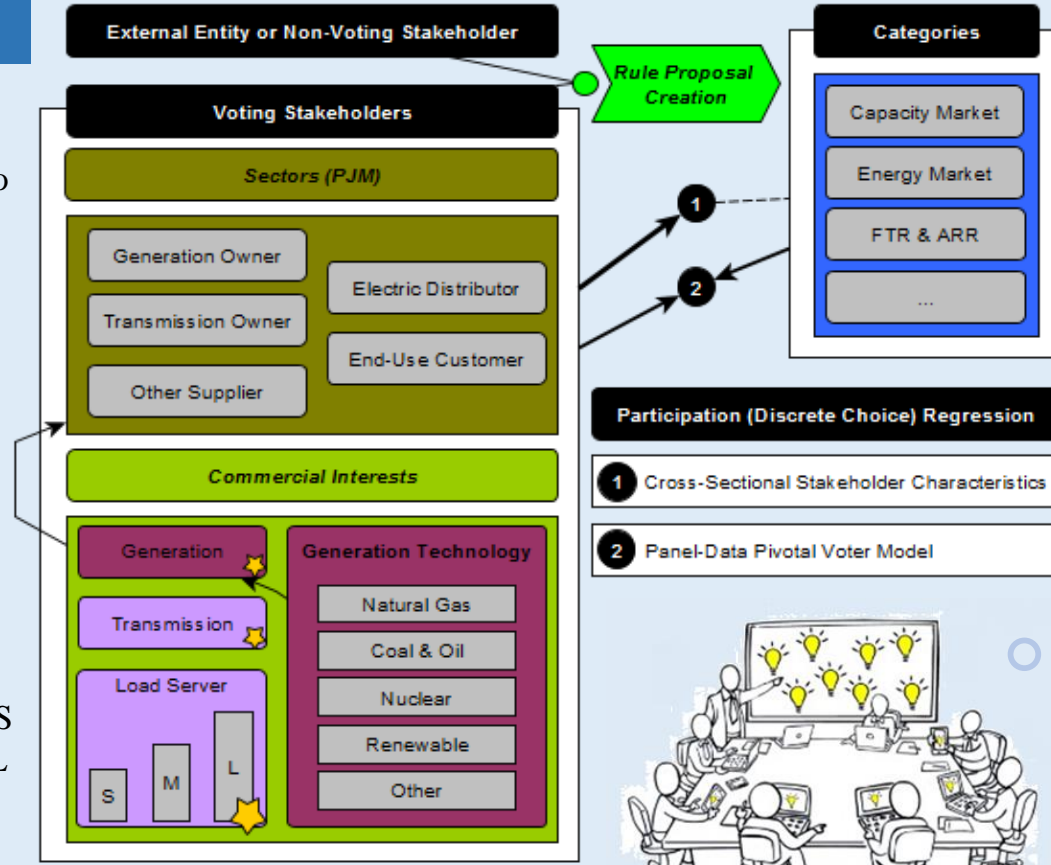 External Entity or Non-Voting Stakeholder
Voting Stakeholders
Sectors (PJM)
Generation Owner
Transmission Owner
Other Supplier
Electric Distributor
End-Use Customer
Commercial Interests
Generation
Transmission
Load Server
S
M
L
Generation Technology
Natural Gas
Coal & Oil
Nuclear
Renewable
Other
Rule Proposal
Creation
1
2
Categories
Capacity Market
Energy Market
FTR & ARR
...
Participation (Discrete Choice) Regression
1 Cross-Sectional Stakeholder Characteristics
2 Panel-Data Pivotal Voter Model